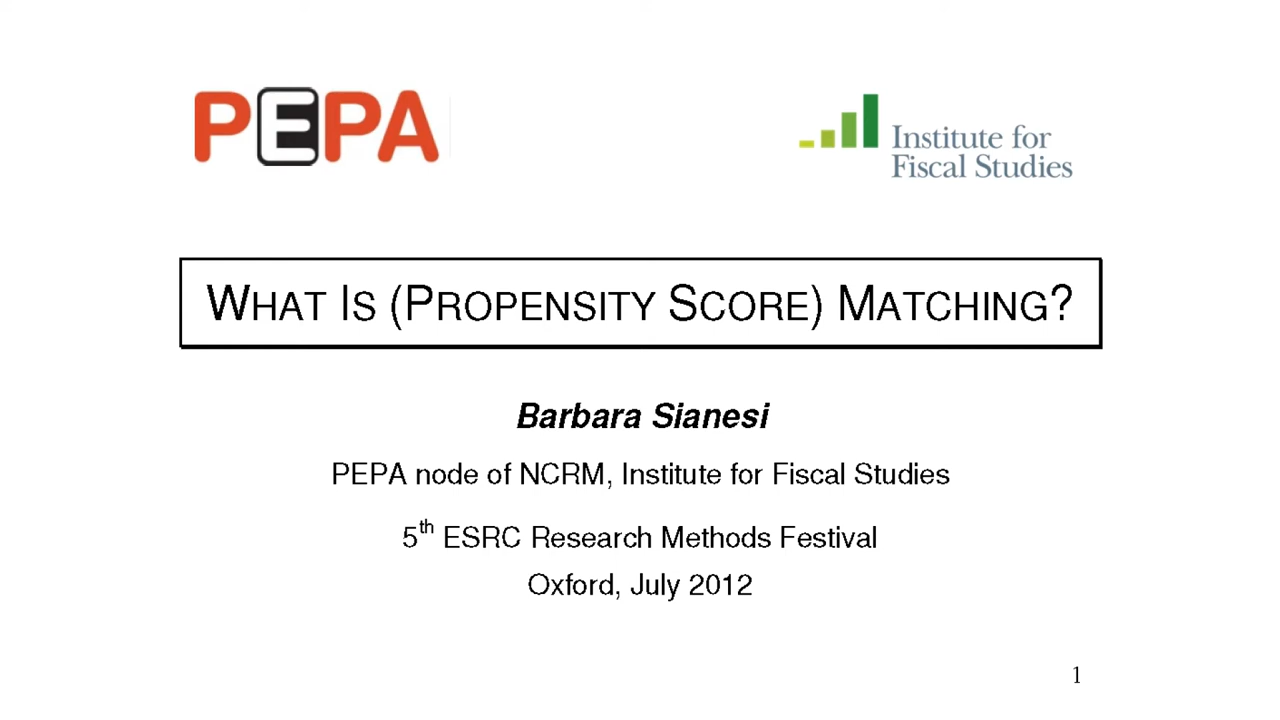 PEPA
Institute for
Fiscal Studies
WHAT IS (PROPENSITY SCORE) MATCHING?
Barbara Sianesi
PEPA node of NCRM, Institute for Fiscal Studies
5th ESRC Research Methods Festival
Oxford, July 2012
1